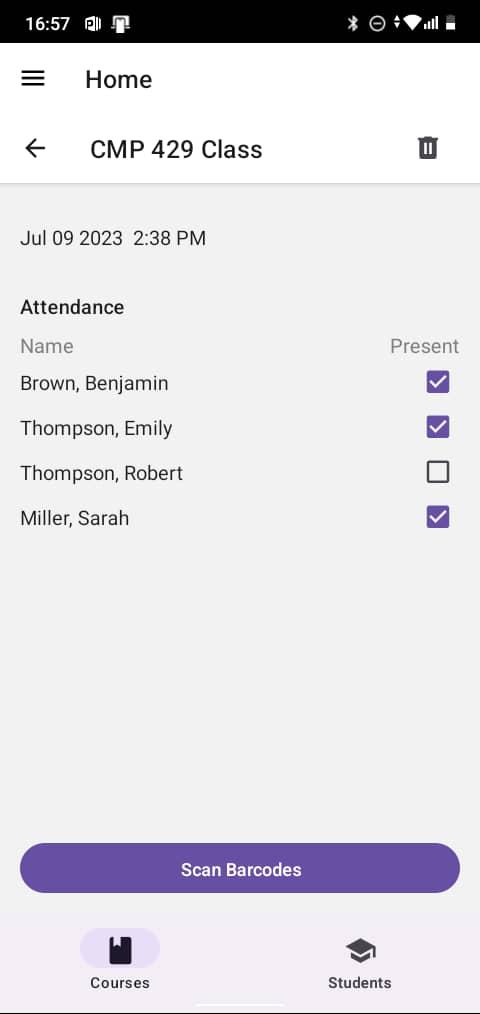 16:57
Home
CMP 429 Class
Jul 09 2023 2:38 PM
Attendance
Name Present
Brown, Benjamin
Thompson, Emily
Thompson, Robert
Miller, Sarah
Scan Barcodes
Courses Students